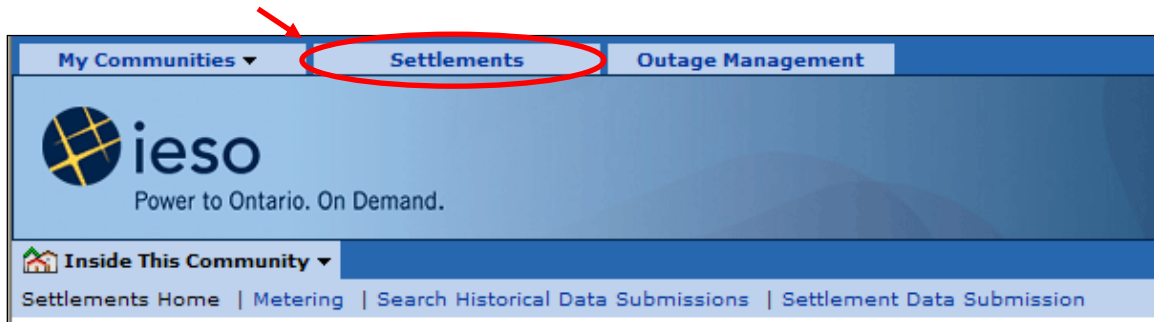 My Communities ▼ Settlements Outage Management
ieso
Power to Ontario. On Demand.
Inside This Community ▼
Settlements Home | Metering | Search Historical Data Submissions | Settlement Data Submission